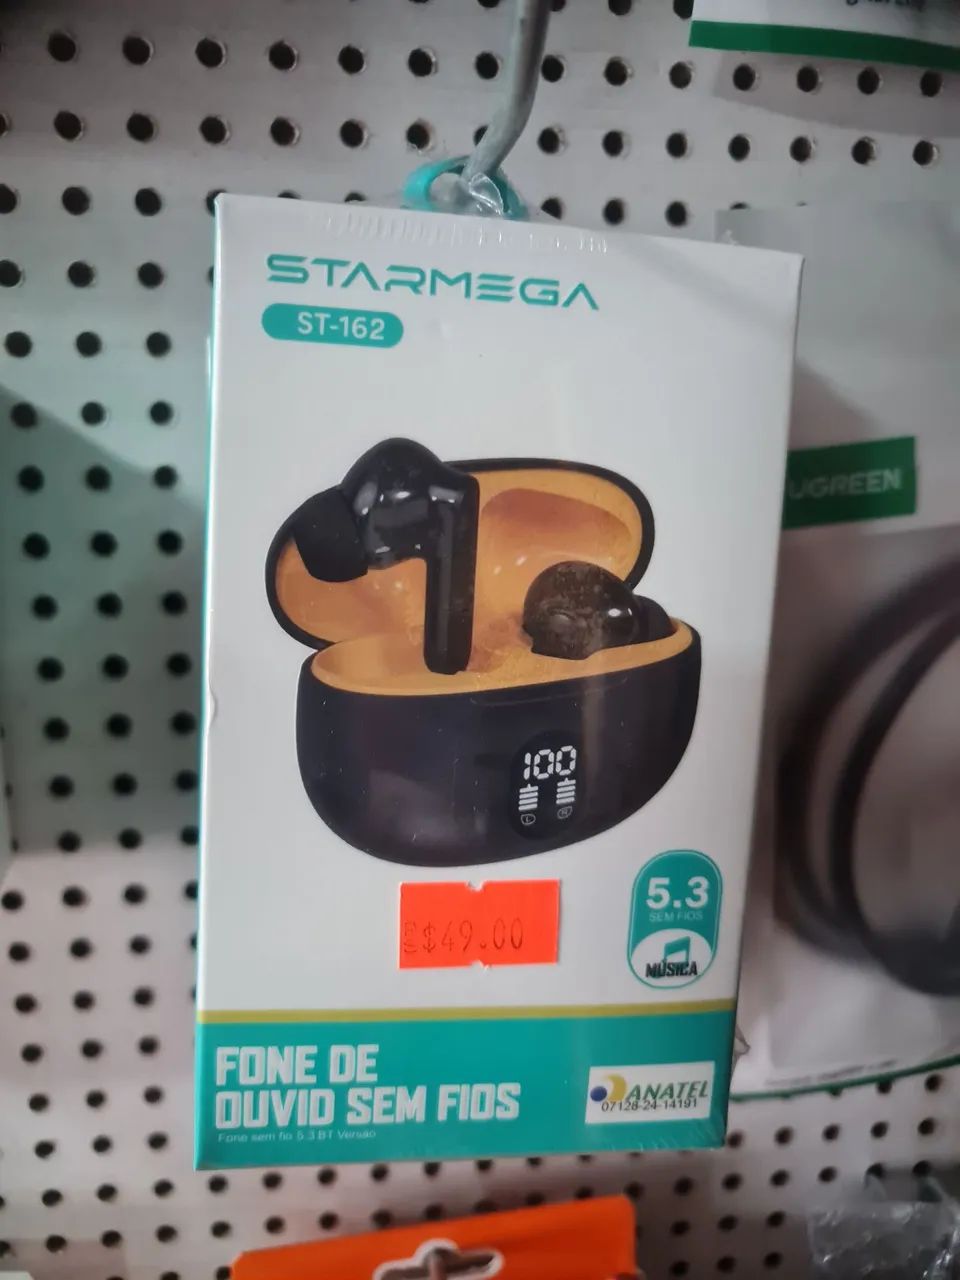 STARMEGA
ST-162
UGREEN
100
L R
5.3
SEM FIOS
MÚSICA
R$49.00
FONE DE
OUVIDO SEM FIOS
Fone sem fio 5.3 BT Versão
ANATEL
07128-24-14191